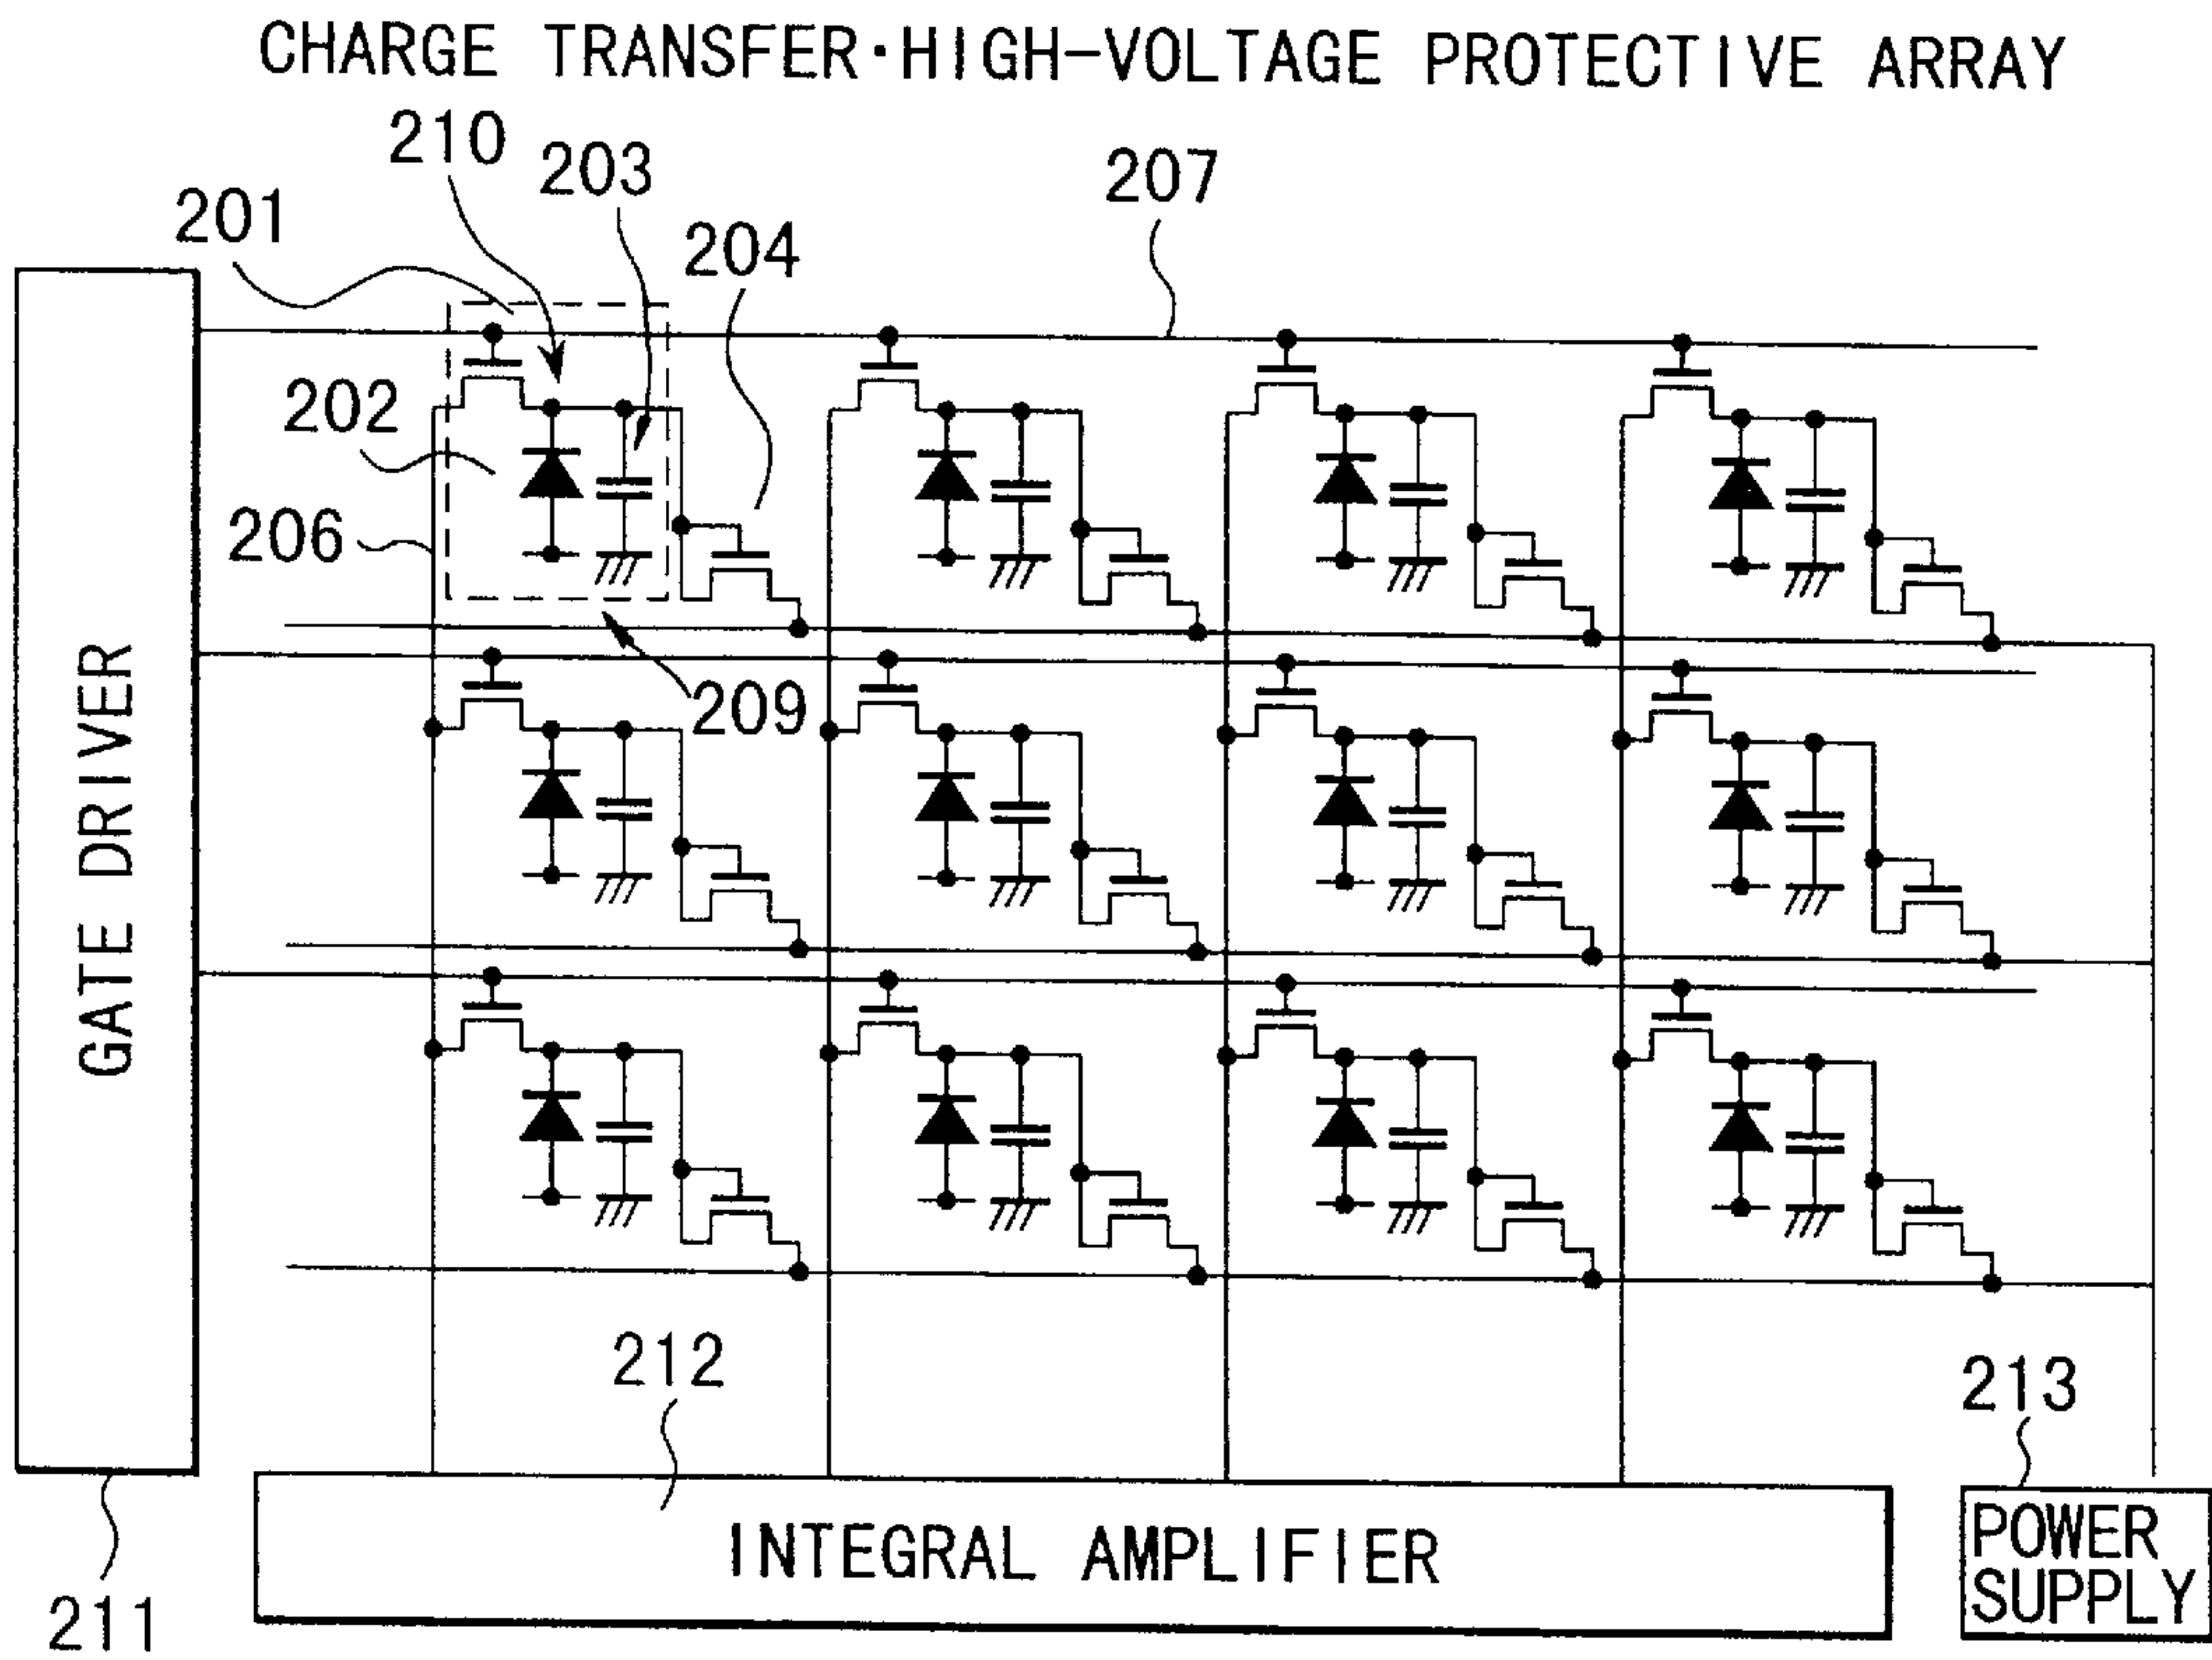 CHARGE TRANSFER·HIGH-VOLTAGE PROTECTIVE ARRAY
210
203
207
201
204
202
206
209
GATE DRIVER
212
213
INTEGRAL AMPLIFIER
POWER
SUPPLY
211